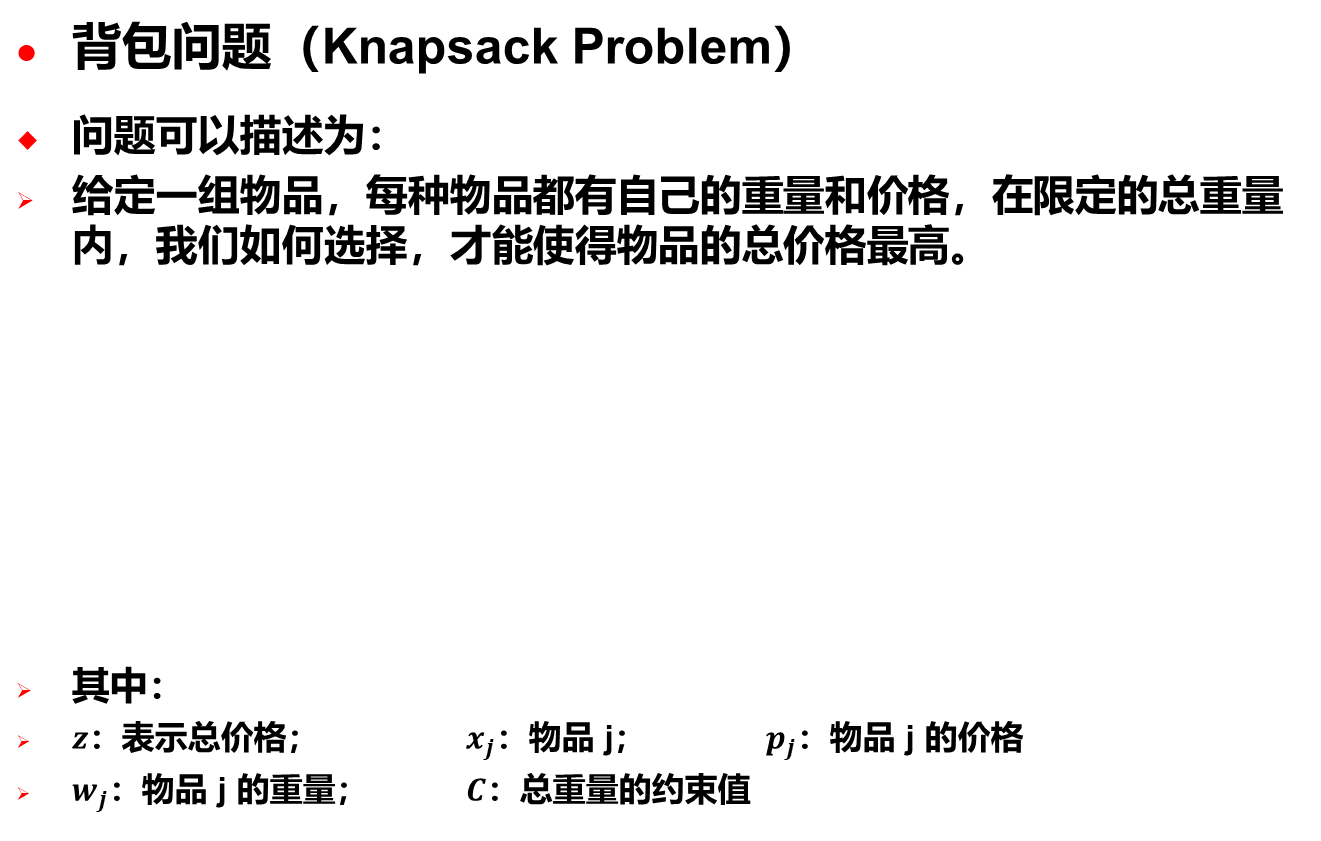 背包问题（Knapsack Problem）
问题可以描述为：
给定一组物品，每种物品都有自己的重量和价格，在限定的总重量
内，我们如何选择，才能使得物品的总价格最高。
其中：
z：表示总价格； xj：物品 j； pj：物品 j 的价格
wj：物品 j 的重量； C：总重量的约束值